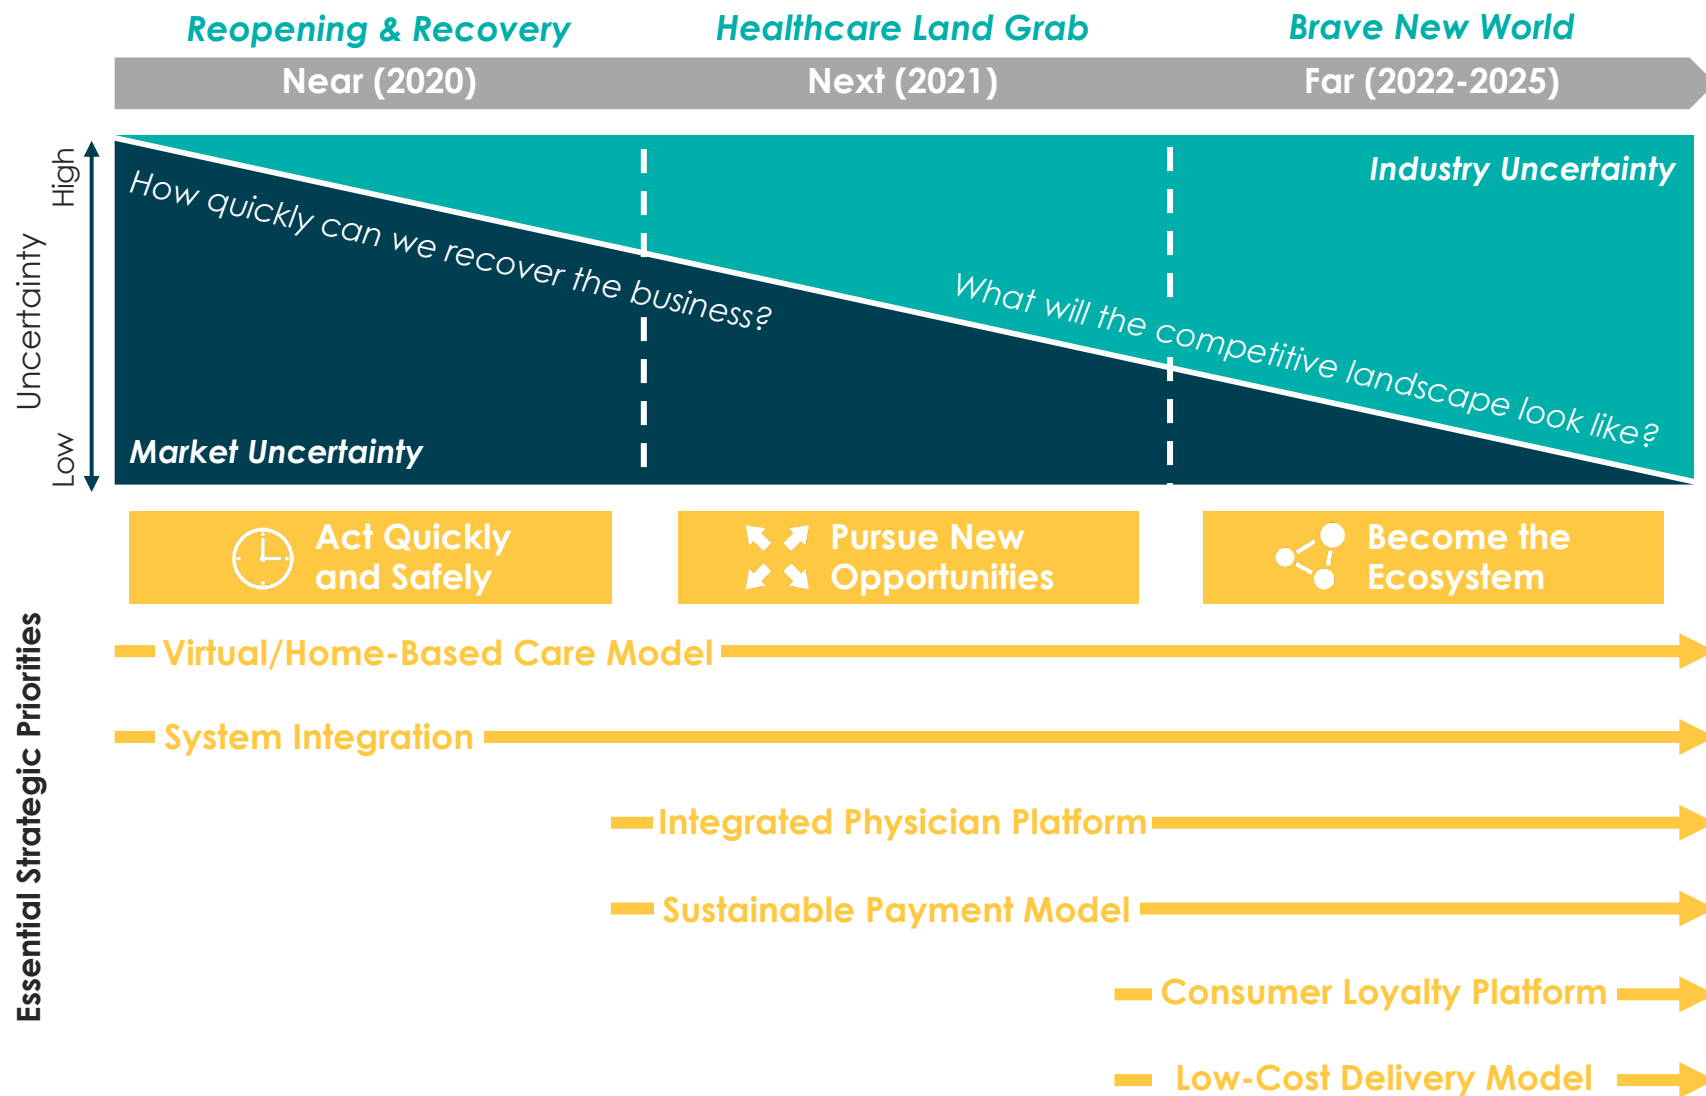 Reopening & Recovery
Healthcare Land Grab
Brave New World
Near (2020)
Next (2021)
Far (2022-2025)
High
Uncertainty
Low
Industry Uncertainty
How quickly can we recover the business?
What will the competitive landscape look like?
Market Uncertainty
Act Quickly
and Safely
Pursue New
Opportunities
Become the
Ecosystem
Essential Strategic Priorities
Virtual/Home-Based Care Model
System Integration
Integrated Physician Platform
Sustainable Payment Model
Consumer Loyalty Platform
Low-Cost Delivery Model